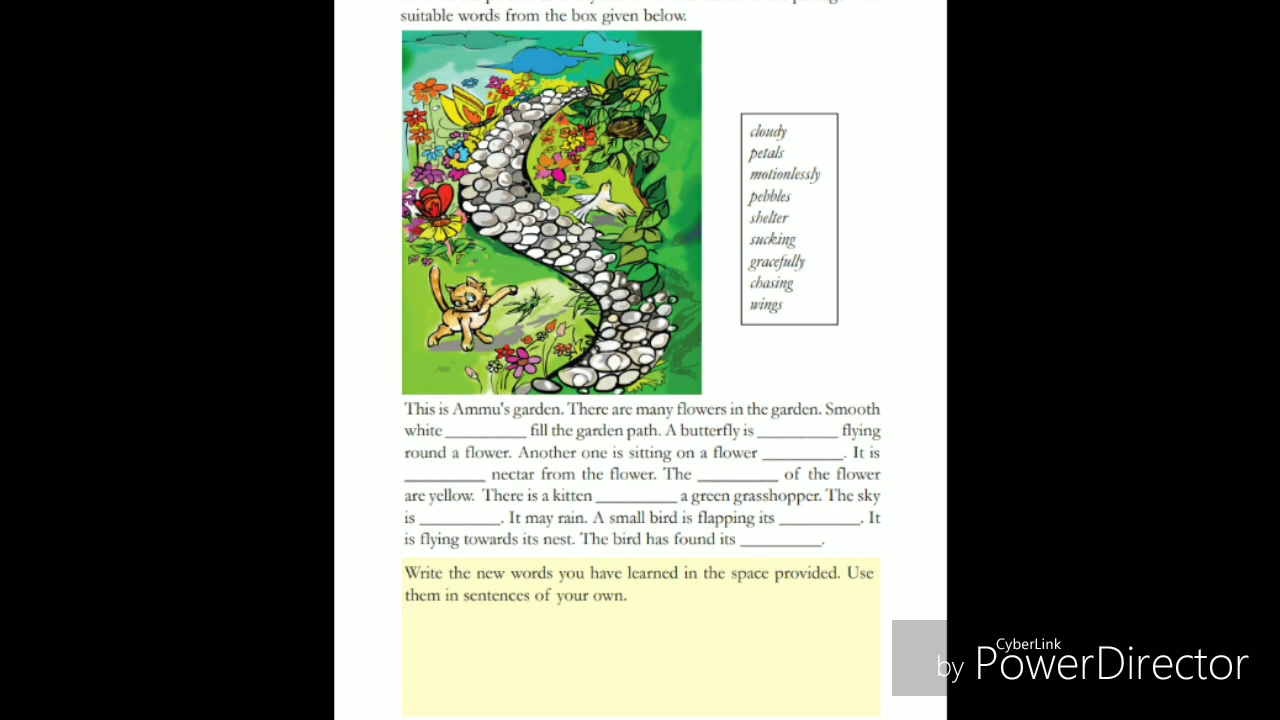 suitable words from the box given below.
cloudy
petals
motionlessly
pebbles
shelter
sucking
gracefully
chasing
wings
This is Ammu's garden. There are many flowers in the garden. Smooth
white __________ fill the garden path. A butterfly is __________ flying
round a flower. Another one is sitting on a flower __________. It is
__________ nectar from the flower. The __________ of the flower
are yellow. There is a kitten __________ a green grasshopper. The sky
is __________. It may rain. A small bird is flapping its __________. It
is flying towards its nest. The bird has found its __________.
Write the new words you have learned in the space provided. Use
them in sentences of your own.
CyberLink
by PowerDirector